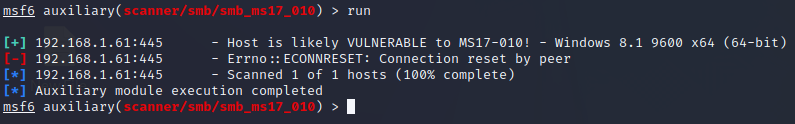 msf6 auxiliary(scanner/smb/smb_ms17_010) > run
[+] 192.168.1.61:445 - Host is likely VULNERABLE to MS17-010! - Windows 8.1 9600 x64 (64-bit)
[-] 192.168.1.61:445 - Errno::ECONNRESET: Connection reset by peer
[*] 192.168.1.61:445 - Scanned 1 of 1 hosts (100% complete)
[*] Auxiliary module execution completed
msf6 auxiliary(scanner/smb/smb_ms17_010) >